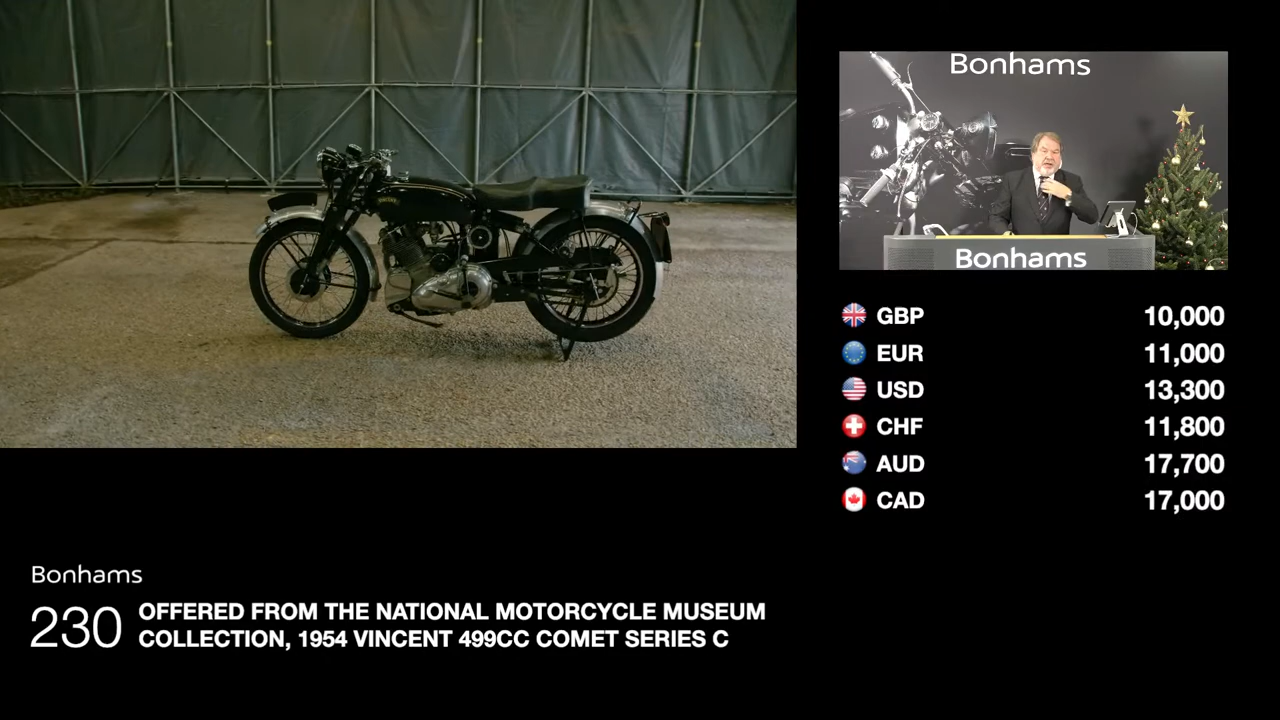 Bonhams
Bonhams
GBP 10,000
EUR 11,000
USD 13,300
CHF 11,800
AUD 17,700
CAD 17,000
Bonhams
230 OFFERED FROM THE NATIONAL MOTORCYCLE MUSEUM
COLLECTION, 1954 VINCENT 499CC COMET SERIES C